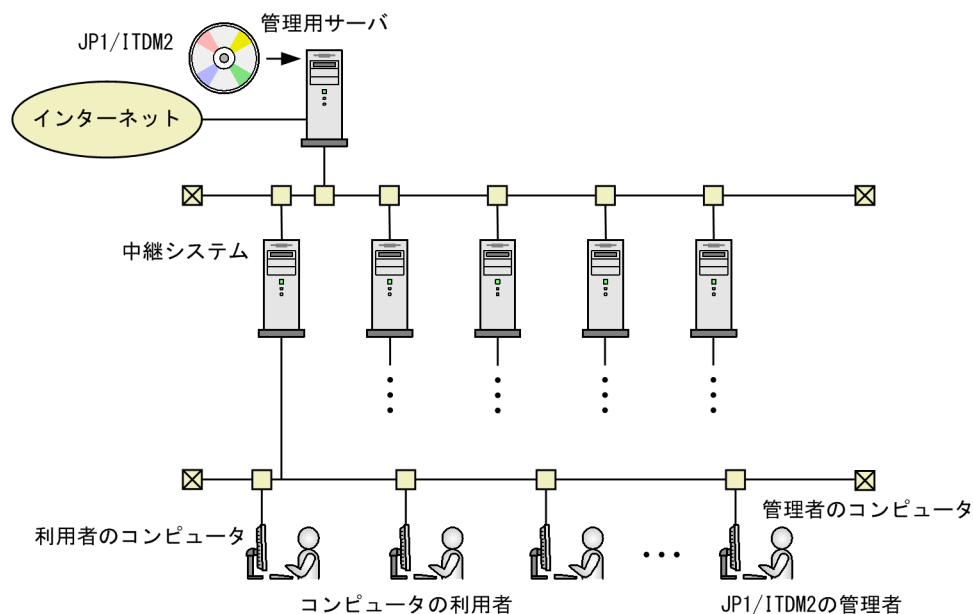 管理用サーバ
JP1/ITDM2
インターネット
中継システム
管理者のコンピュータ
利用者のコンピュータ
コンピュータの利用者
JP1/ITDM2の管理者